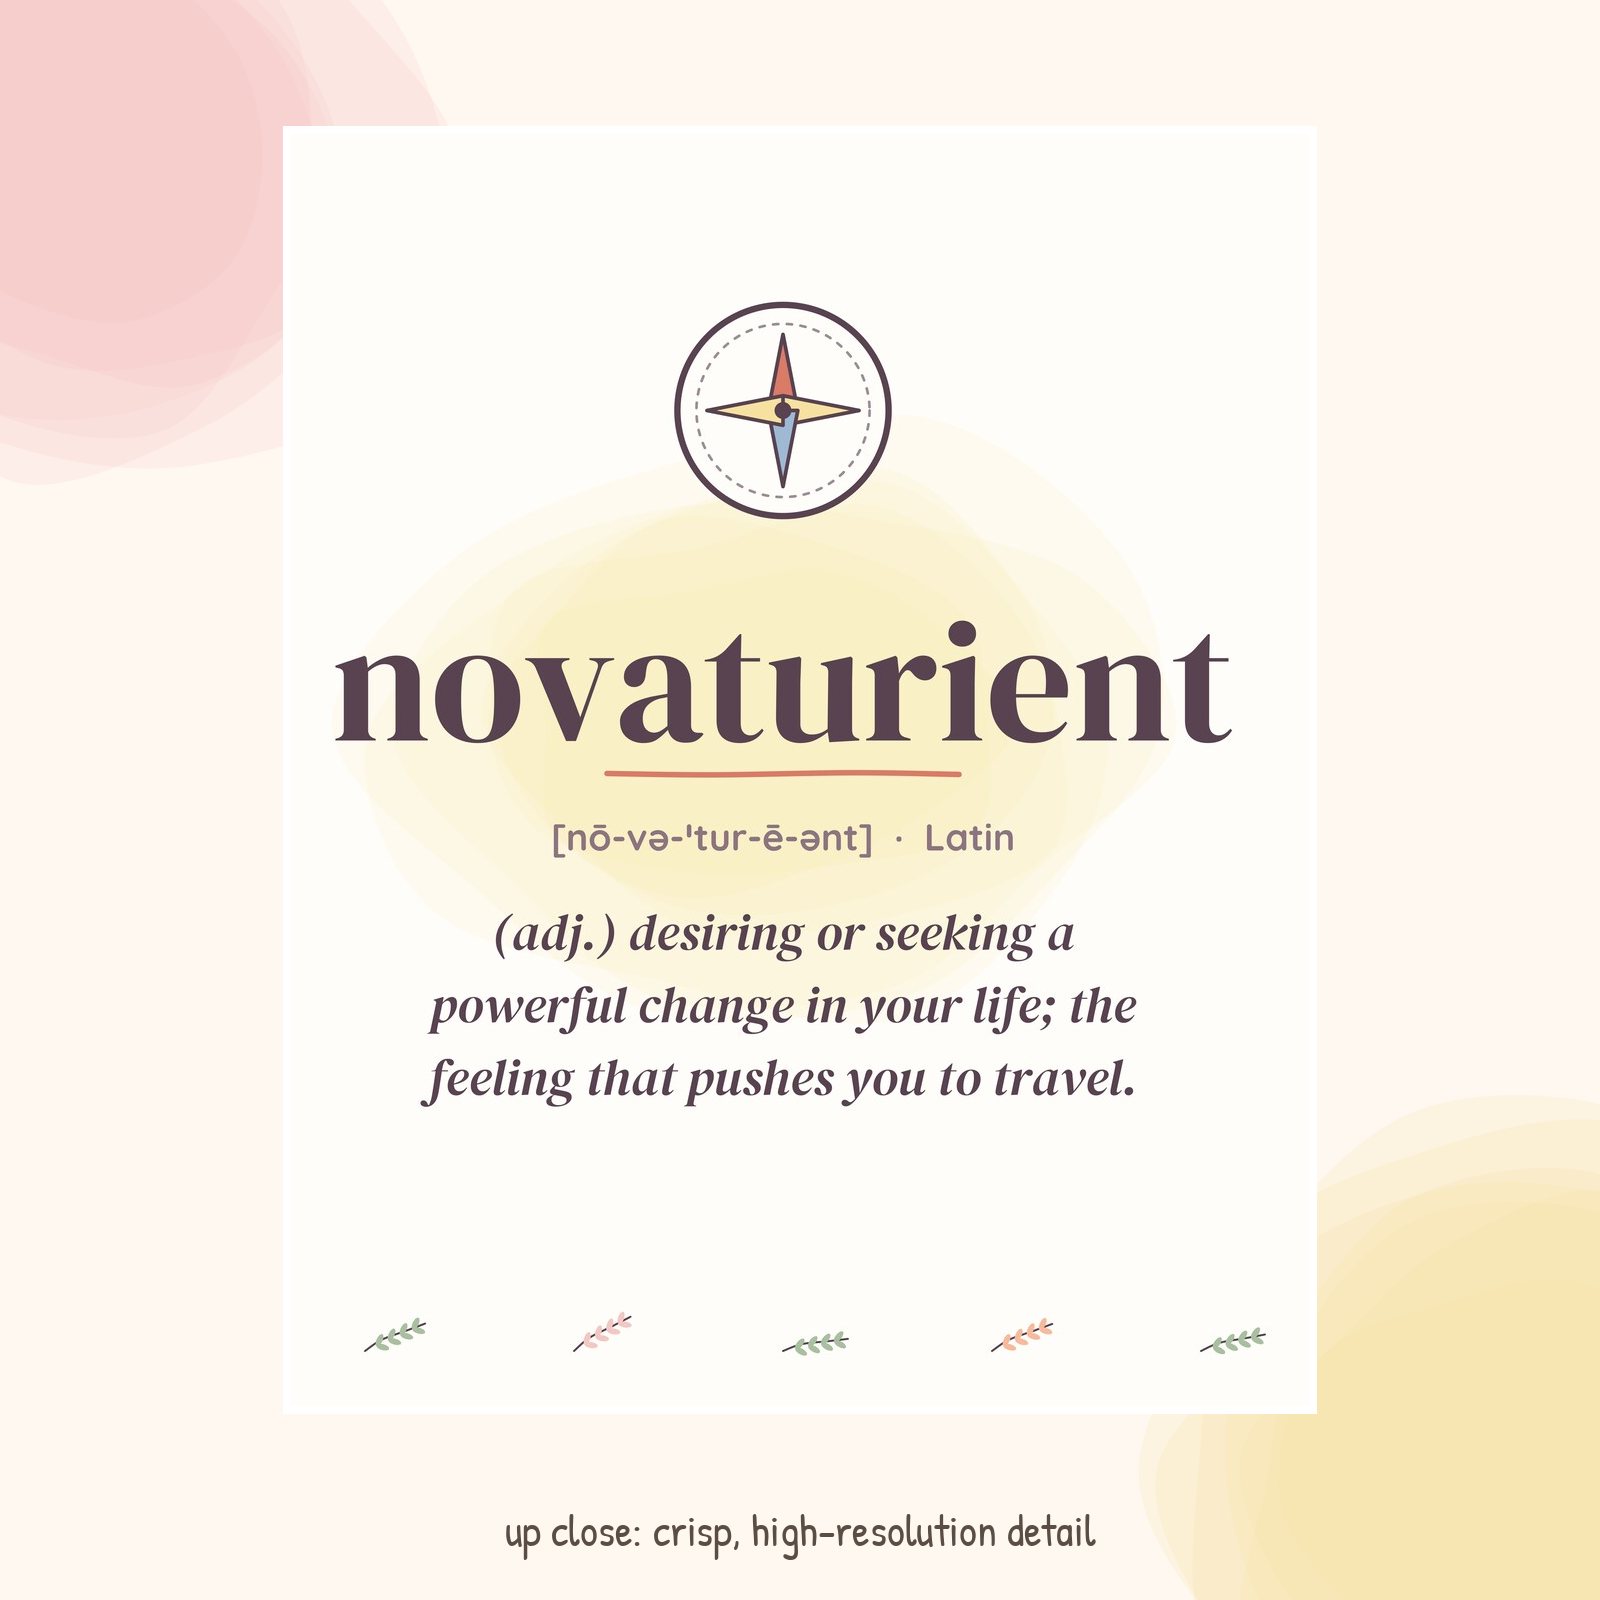 novaturient
[nō-və-ˈtur-ē-ənt] · Latin
(adj.) desiring or seeking a
powerful change in your life; the
feeling that pushes you to travel.
up close: crisp, high-resolution detail